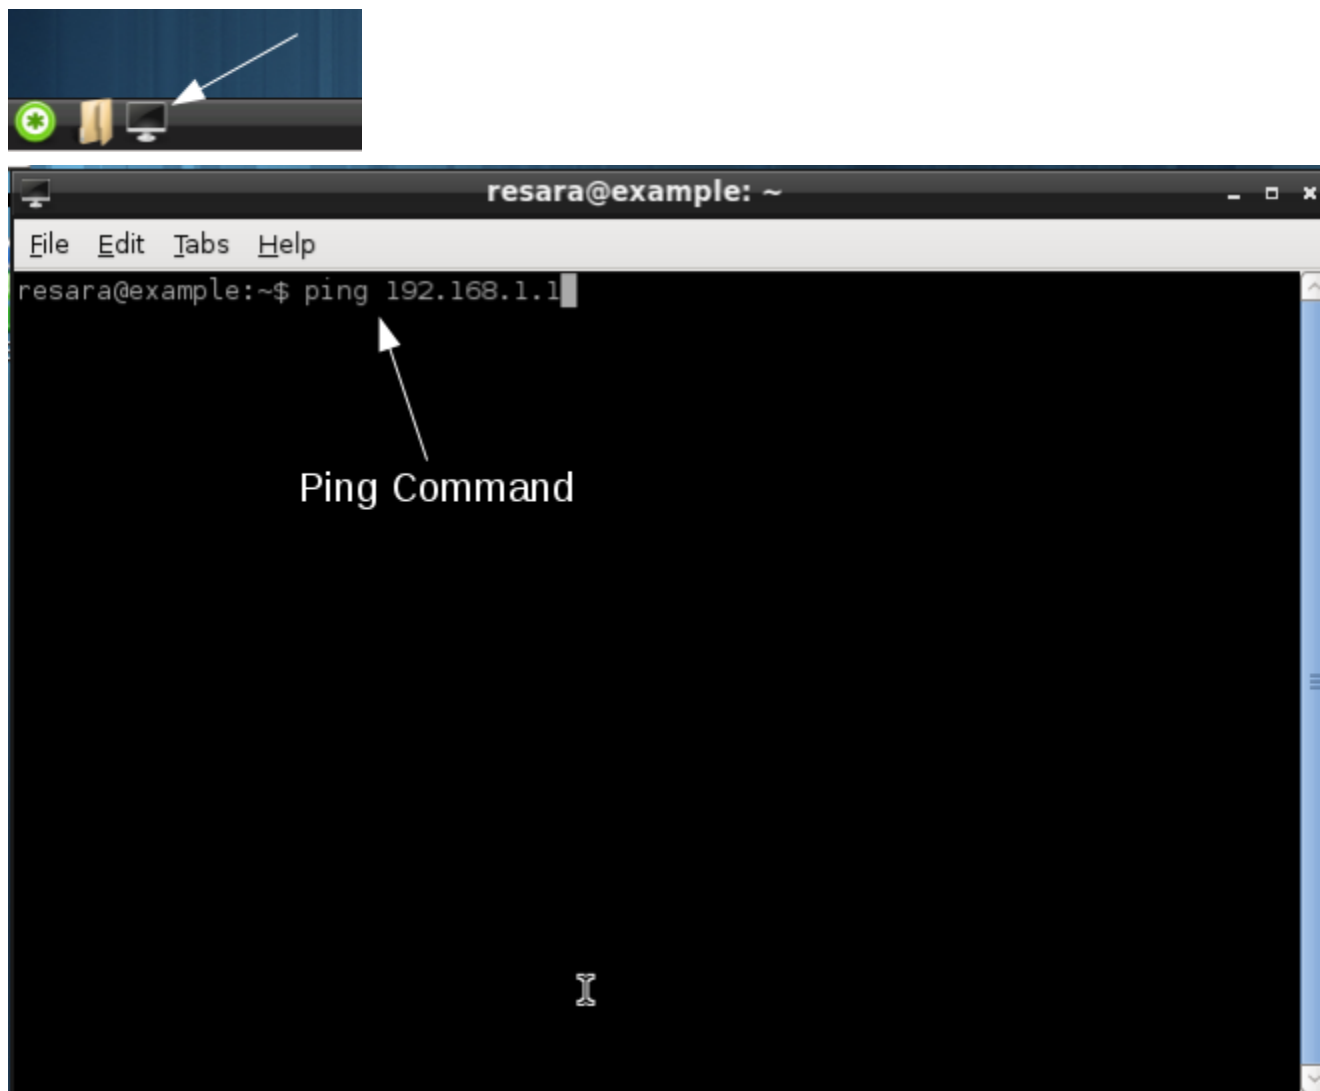 resara@example: ~
File Edit Tabs Help
resara@example:~$ ping 192.168.1.1
Ping Command